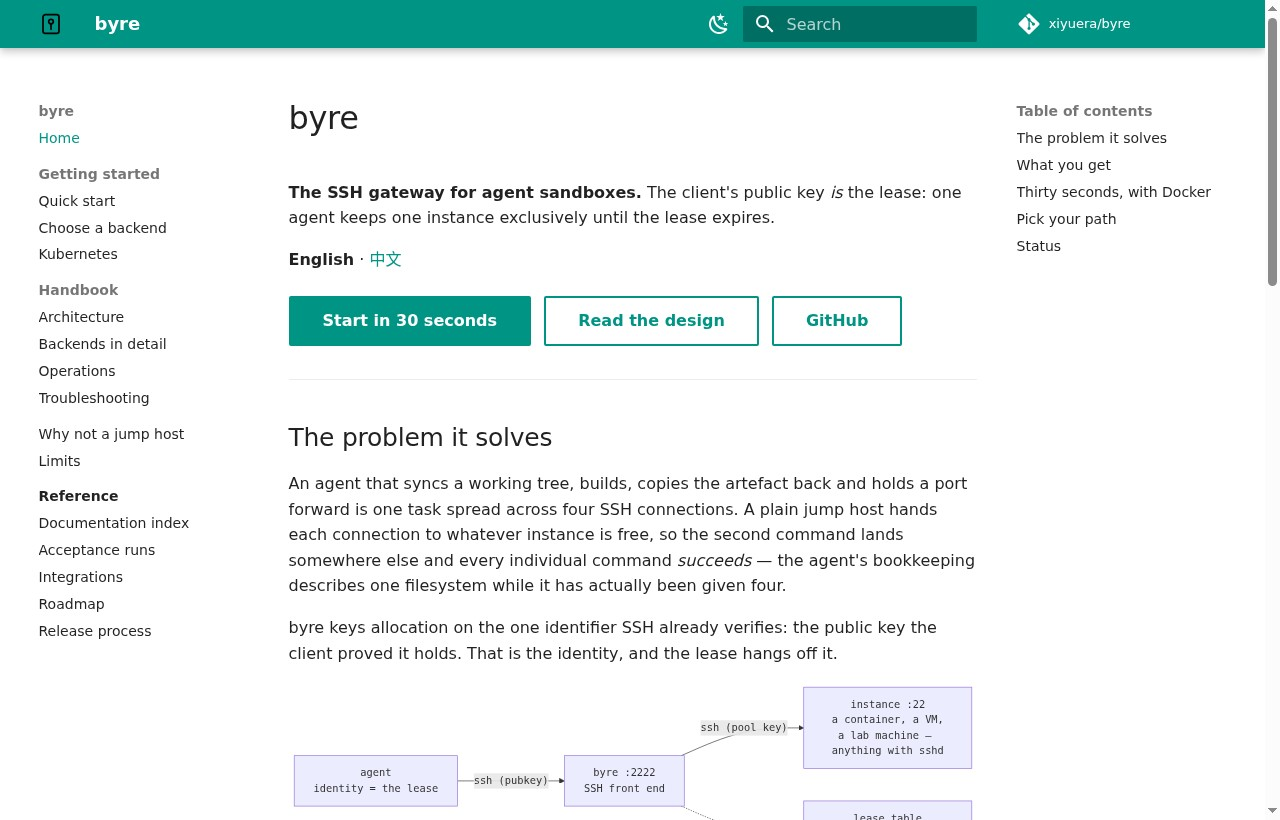 byre
Search
xiyuera/byre
byre
Home
Getting started
Quick start
Choose a backend
Kubernetes
Handbook
Architecture
Backends in detail
Operations
Troubleshooting
Why not a jump host
Limits
Reference
Documentation index
Acceptance runs
Integrations
Roadmap
Release process
byre
The SSH gateway for agent sandboxes. The client's public key is the lease: one
agent keeps one instance exclusively until the lease expires.
English · 中文
Start in 30 seconds
Read the design
GitHub
The problem it solves
An agent that syncs a working tree, builds, copies the artefact back and holds a port
forward is one task spread across four SSH connections. A plain jump host hands
each connection to whatever instance is free, so the second command lands
somewhere else and every individual command succeeds — the agent's bookkeeping
describes one filesystem while it has actually been given four.
byre keys allocation on the one identifier SSH already verifies: the public key the
client proved it holds. That is the identity, and the lease hangs off it.
agent
identity = the lease
ssh (pubkey)
byre :2222
SSH front end
ssh (pool key)
instance :22
a container, a VM,
a lab machine —
anything with sshd
lease table
Table of contents
The problem it solves
What you get
Thirty seconds, with Docker
Pick your path
Status